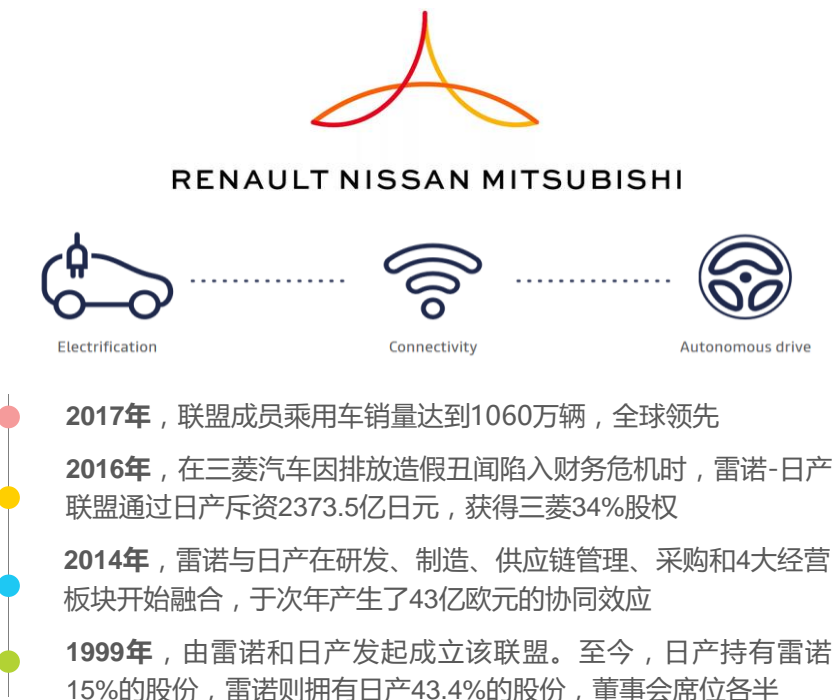 RENAULT NISSAN MITSUBISHI
Electrification
Connectivity
Autonomous drive
2017年，联盟成员乘用车销量达到1060万辆，全球领先
2016年，在三菱汽车因排放造假丑闻陷入财务危机时，雷诺-日产
联盟通过日产斥资2373.5亿日元，获得三菱34%股权
2014年，雷诺与日产在研发、制造、供应链管理、采购和4大经营
板块开始融合，于次年产生了43亿欧元的协同效应
1999年，由雷诺和日产发起成立该联盟。至今，日产持有雷诺
15%的股份，雷诺则拥有日产43.4%的股份，董事会席位各半